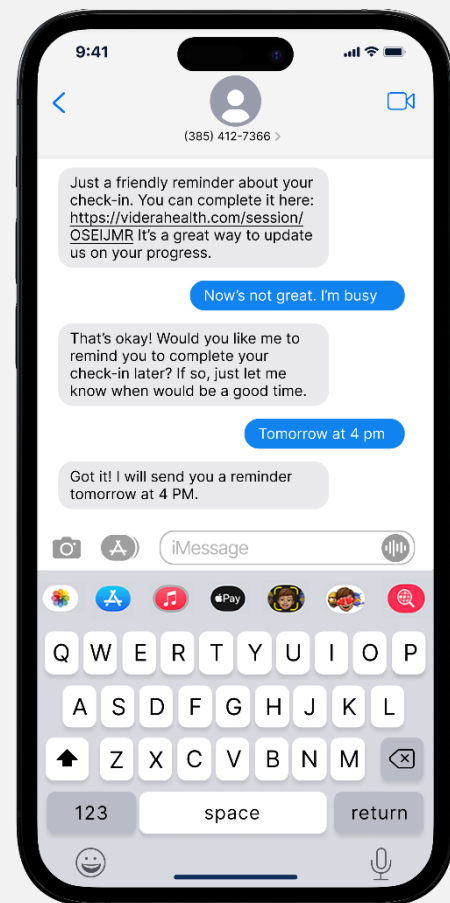 9:41
(385) 412-7366 >
Just a friendly reminder about your
check-in. You can complete it here:
https://viderahealth.com/session/
OSEIJMR It's a great way to update
us on your progress.
Now's not great. I'm busy
That's okay! Would you like me to
remind you to complete your
check-in later? If so, just let me
know when would be a good time.
Tomorrow at 4 pm
Got it! I will send you a reminder
tomorrow at 4 PM.
iMessage
Pay
Q W E R T Y U I O P
A S D F G H J K L
Z X C V B N M
123 space return